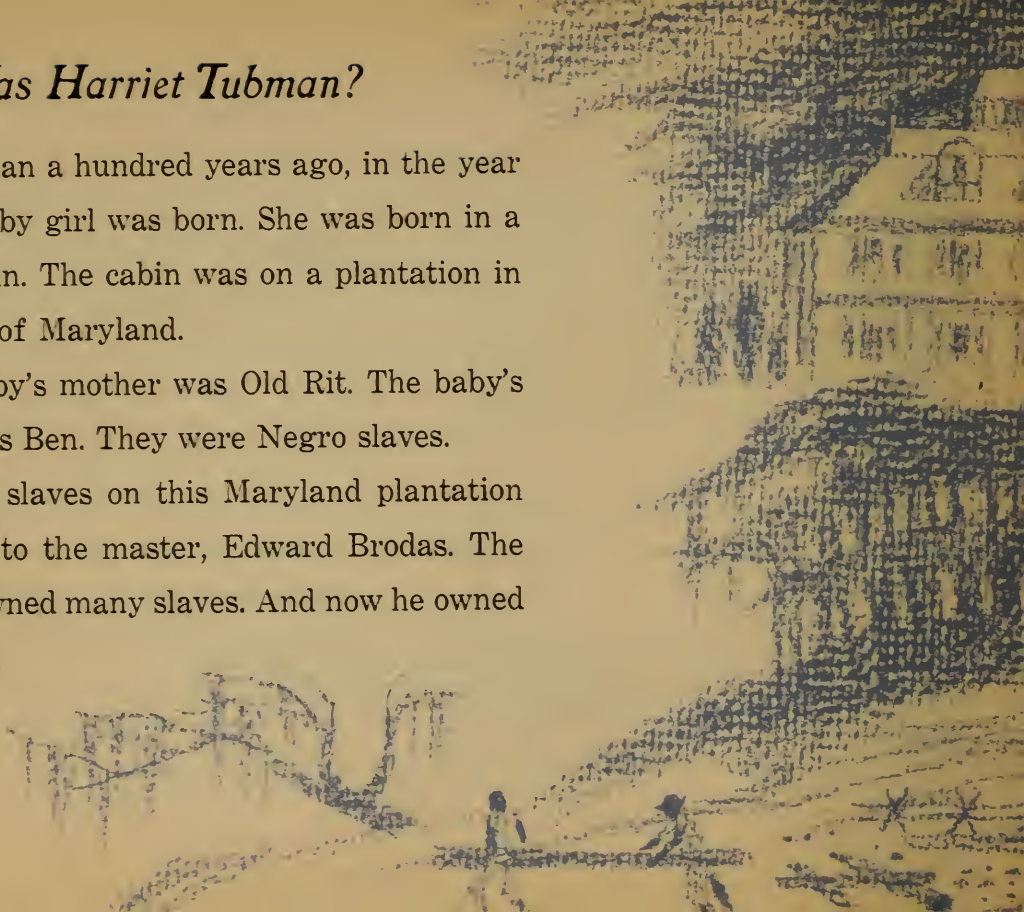 as Harriet Tubman?
an a hundred years ago, in the year
by girl was born. She was born in a
n. The cabin was on a plantation in
of Maryland.
by's mother was Old Rit. The baby's
s Ben. They were Negro slaves.
slaves on this Maryland plantation
to the master, Edward Brodas. The
ned many slaves. And now he owned